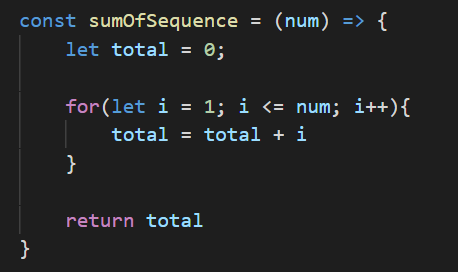 const sumOfSequence = (num) => {
let total = 0;
for(let i = 1; i <= num; i++){
total = total + i
}
return total
}